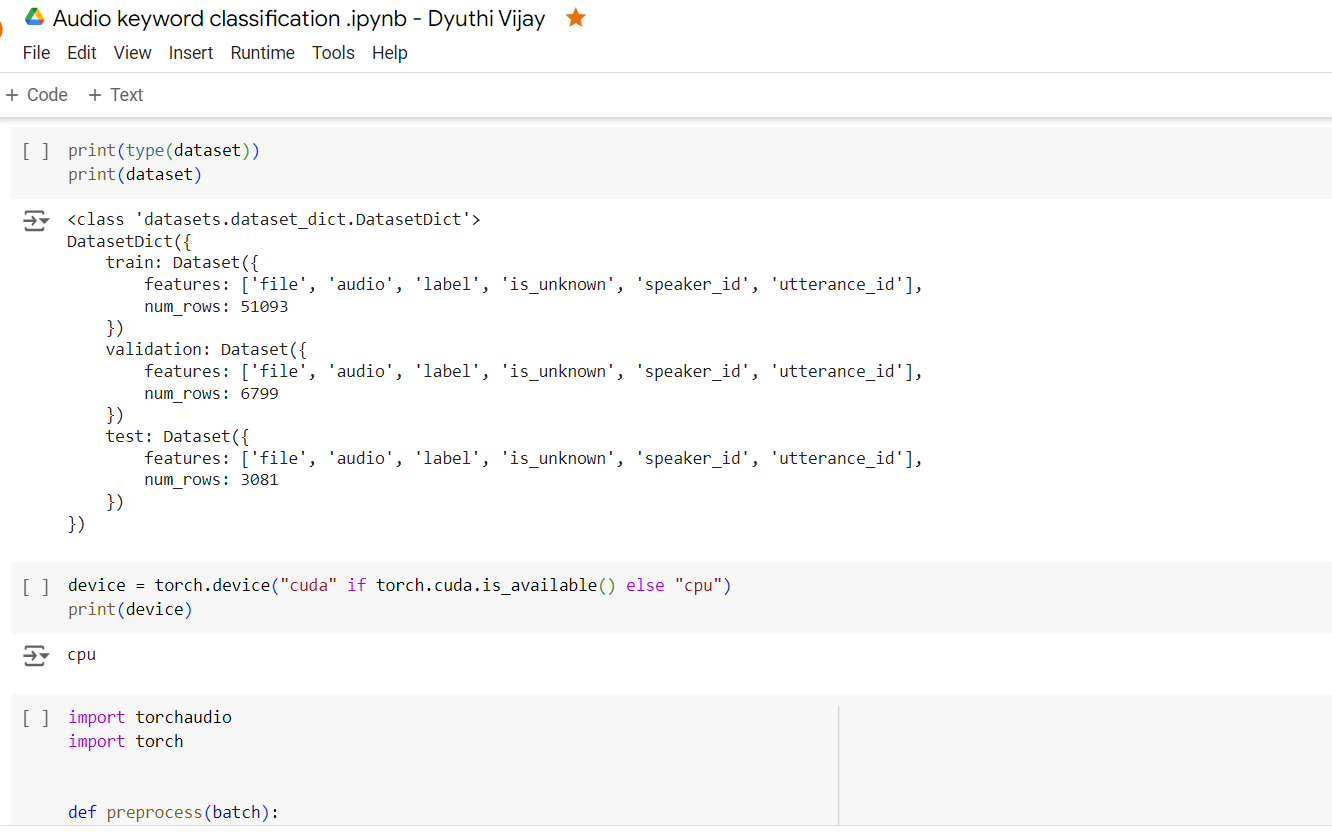 Audio keyword classification .ipynb - Dyuthi Vijay
File Edit View Insert Runtime Tools Help
+ Code + Text
[ ] print(type(dataset))
print(dataset)
<class 'datasets.dataset_dict.DatasetDict'>
DatasetDict({
    train: Dataset({
        features: ['file', 'audio', 'label', 'is_unknown', 'speaker_id', 'utterance_id'],
        num_rows: 51093
    })
    validation: Dataset({
        features: ['file', 'audio', 'label', 'is_unknown', 'speaker_id', 'utterance_id'],
        num_rows: 6799
    })
    test: Dataset({
        features: ['file', 'audio', 'label', 'is_unknown', 'speaker_id', 'utterance_id'],
        num_rows: 3081
    })
})
[ ] device = torch.device("cuda" if torch.cuda.is_available() else "cpu")
print(device)
cpu
[ ] import torchaudio
import torch
def preprocess(batch):